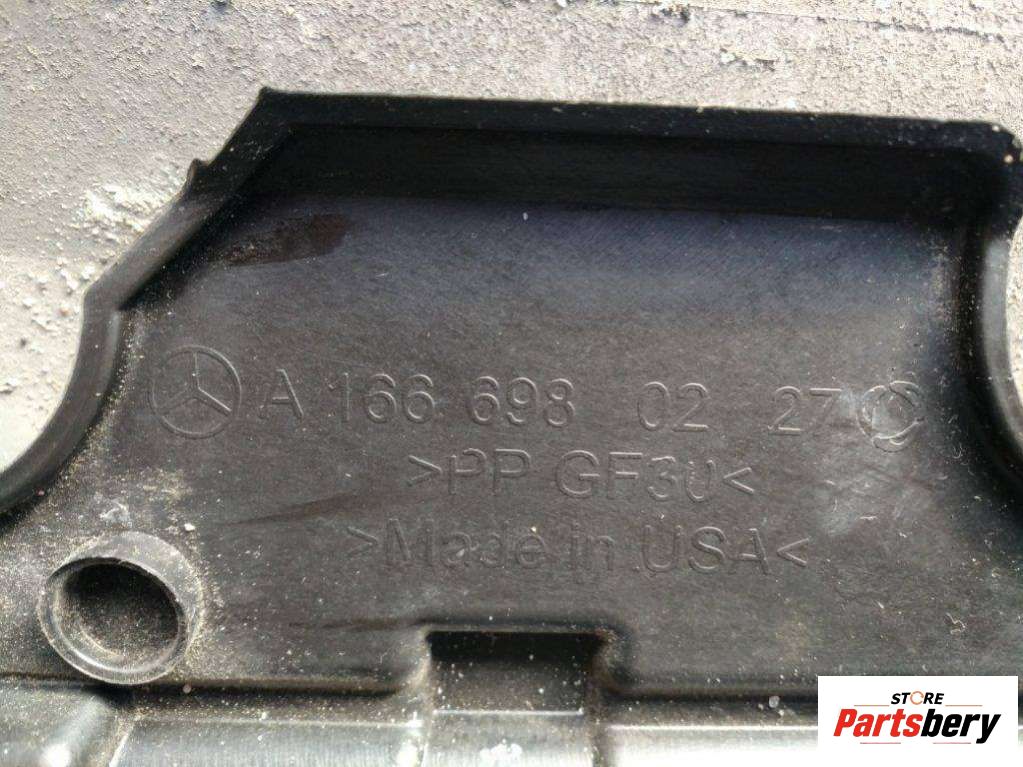 A 166 698 02 27
>PP GF30<
>Made in USA<
STORE
Partsbery